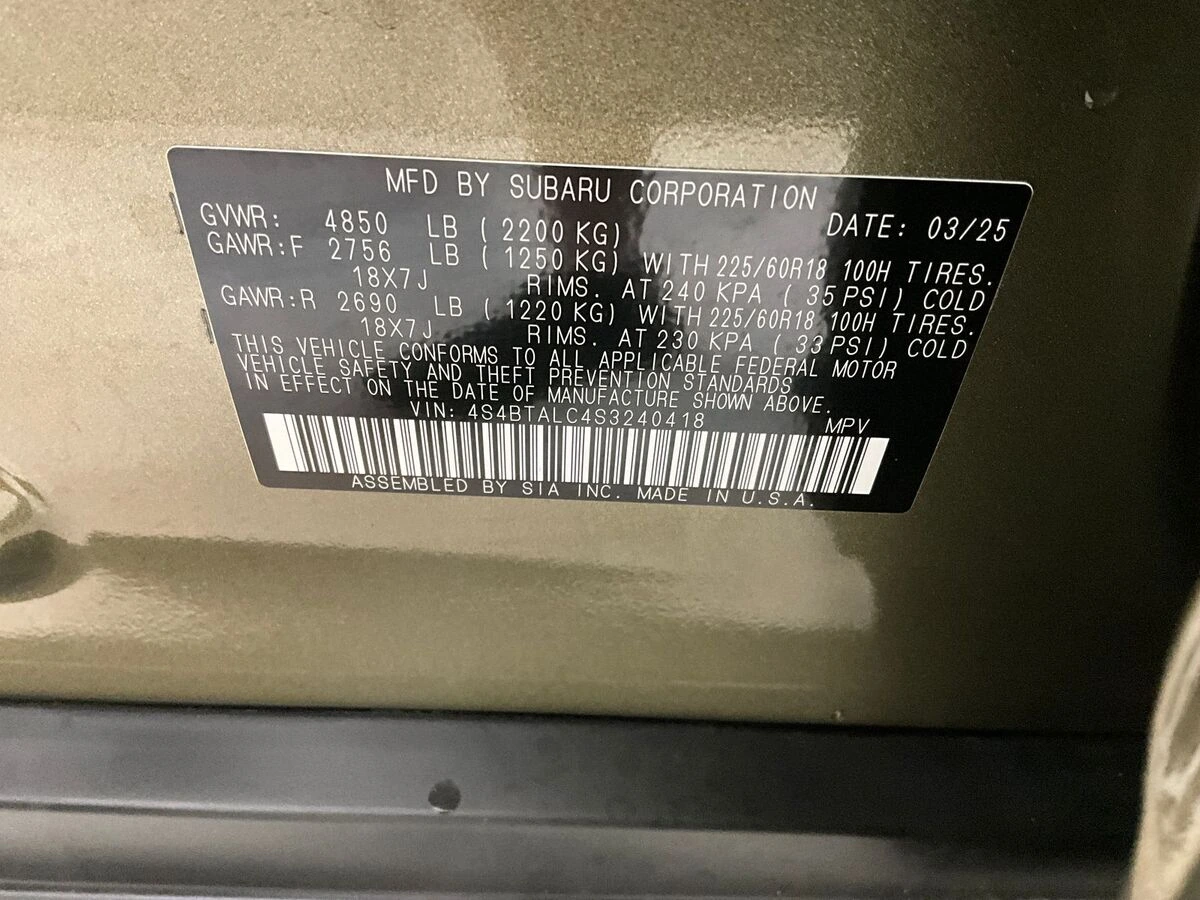 MFD BY SUBARU CORPORATION
GVWR: 4850 LB ( 2200 KG) DATE: 03/25
GAWR:F 2756 LB ( 1250 KG) WITH 225/60R18 100H TIRES.
18X7J RIMS. AT 240 KPA ( 35 PSI) COLD
GAWR:R 2690 LB ( 1220 KG) WITH 225/60R18 100H TIRES.
18X7J RIMS. AT 230 KPA ( 33 PSI) COLD
THIS VEHICLE CONFORMS TO ALL APPLICABLE FEDERAL MOTOR
VEHICLE SAFETY AND THEFT PREVENTION STANDARDS
IN EFFECT ON THE DATE OF MANUFACTURE SHOWN ABOVE.
VIN: 4S4BTALC4S3240418 MPV
ASSEMBLED BY SIA INC. MADE IN U.S.A.